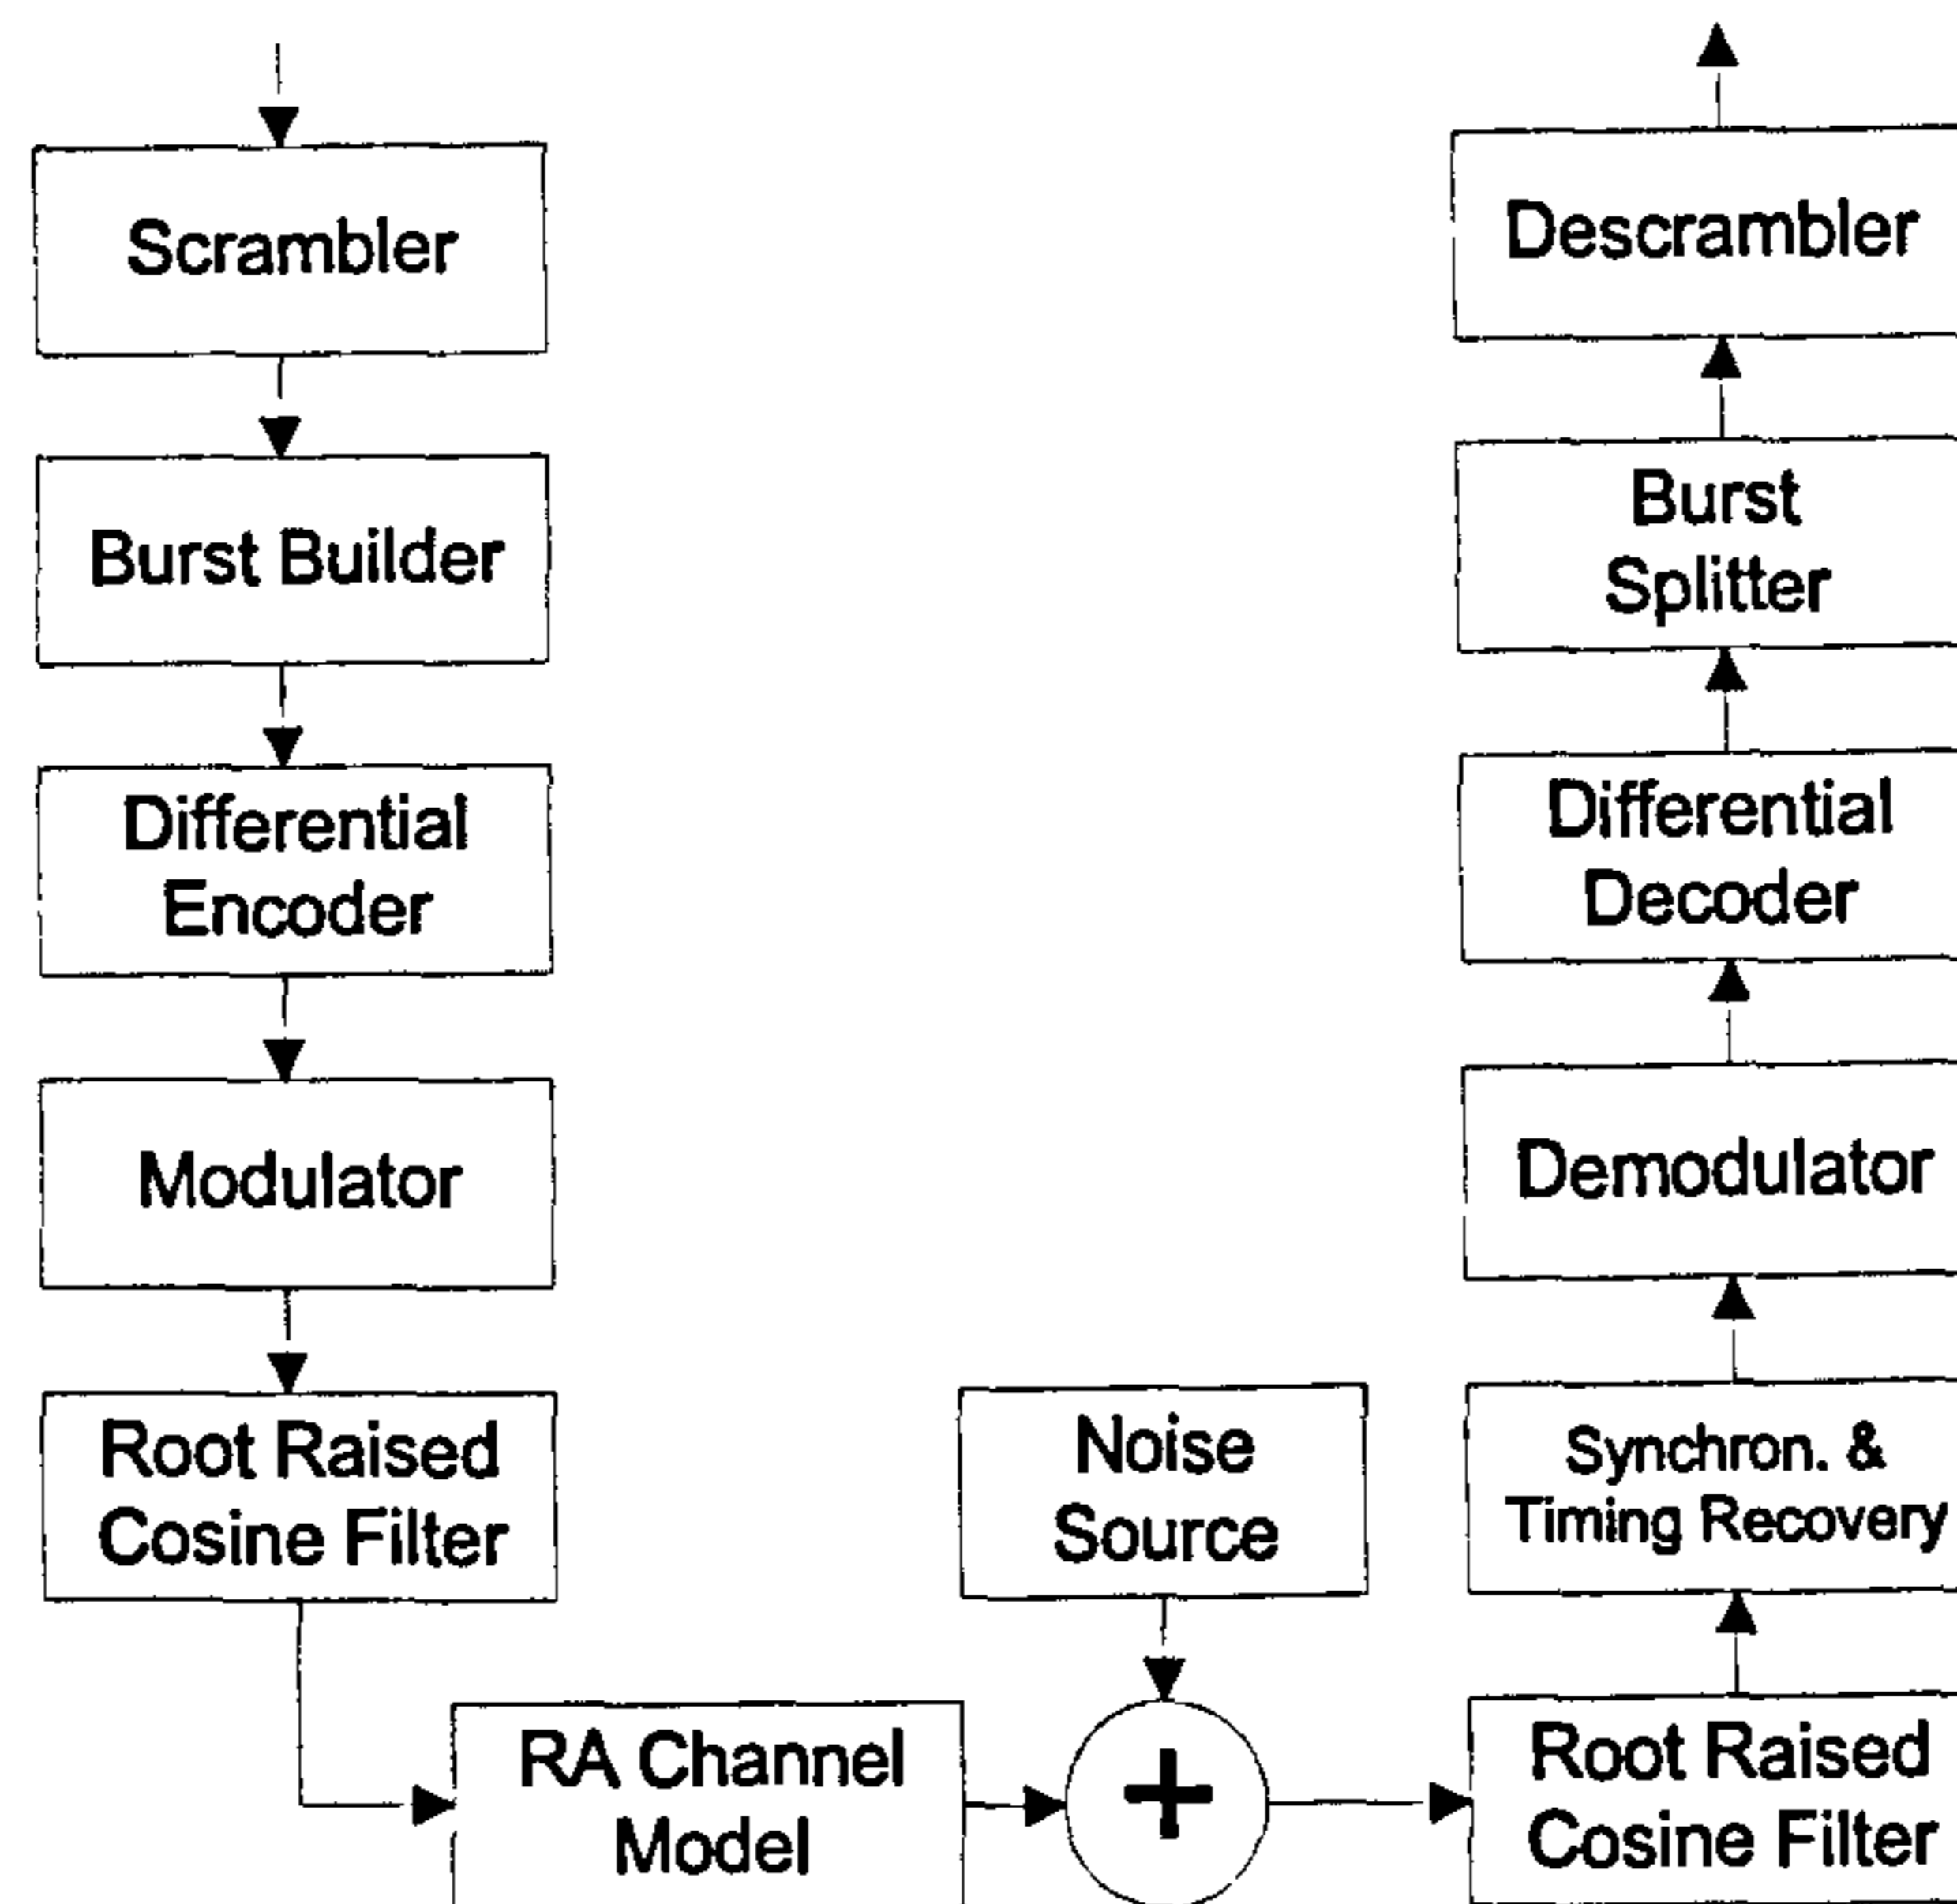 Scrambler
Burst Builder
Differential
Encoder
Modulator
Root Raised
Cosine Filter
RA Channel
Model
Noise
Source
+
Root Raised
Cosine Filter
Synchron. &
Timing Recovery
Demodulator
Differential
Decoder
Burst
Splitter
Descrambler